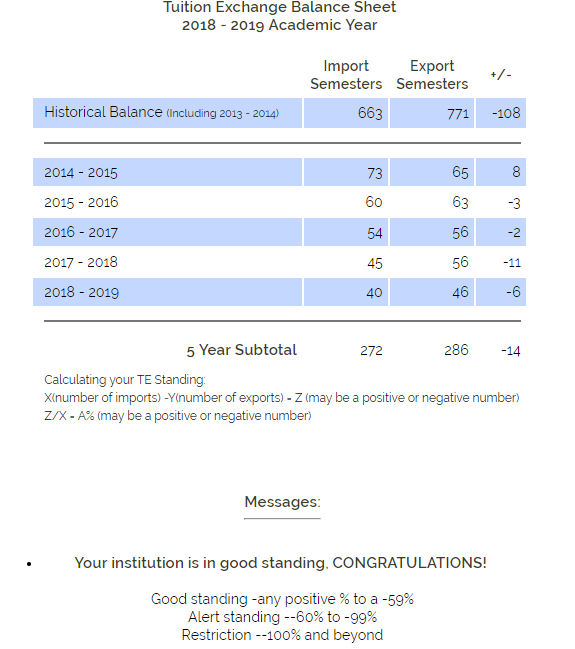 Tuition Exchange Balance Sheet
2018 - 2019 Academic Year
Import Semesters Export Semesters +/-
Historical Balance (Including 2013 - 2014) 663 771 -108
2014 - 2015 73 65 8
2015 - 2016 60 63 -3
2016 - 2017 54 56 -2
2017 - 2018 45 56 -11
2018 - 2019 40 46 -6
5 Year Subtotal 272 286 -14
Calculating your TE Standing:
X(number of imports) -Y(number of exports) = Z (may be a positive or negative number)
Z/X = A% (may be a positive or negative number)
Messages:
• Your institution is in good standing, CONGRATULATIONS!
Good standing -any positive % to a -59%
Alert standing --60% to -99%
Restriction --100% and beyond